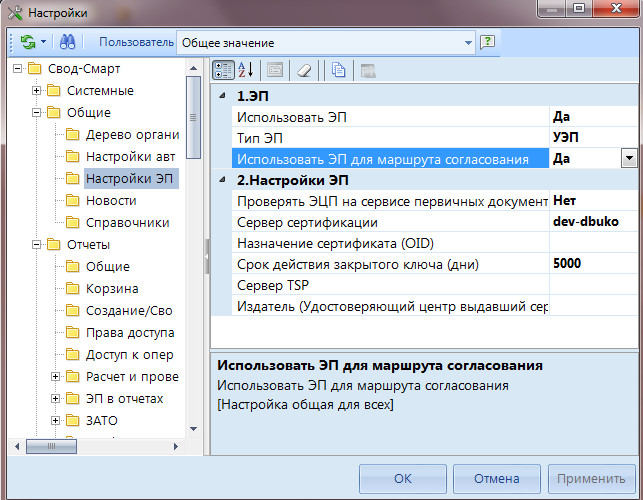 Настройки
Пользователь Общее значение
Свод-Смарт
Системные
Общие
Дерево органи
Настройки авт
Настройки ЭП
Новости
Справочники
Отчеты
Общие
Корзина
Создание/Сво
Права доступа
Доступ к опер
Расчет и прове
ЭП в отчетах
ЗАТО
1.ЭП
Использовать ЭП Да
Тип ЭП УЭП
Использовать ЭП для маршрута согласования Да
2.Настройки ЭП
Проверять ЭЦП на сервисе первичных документ Нет
Сервер сертификации dev-dbuko
Назначение сертификата (OID)
Срок действия закрытого ключа (дни) 5000
Сервер TSP
Издатель (Удостоверяющий центр выдавший сер
Использовать ЭП для маршрута согласования
Использовать ЭП для маршрута согласования
[Настройка общая для всех]
ОК Отмена Применить